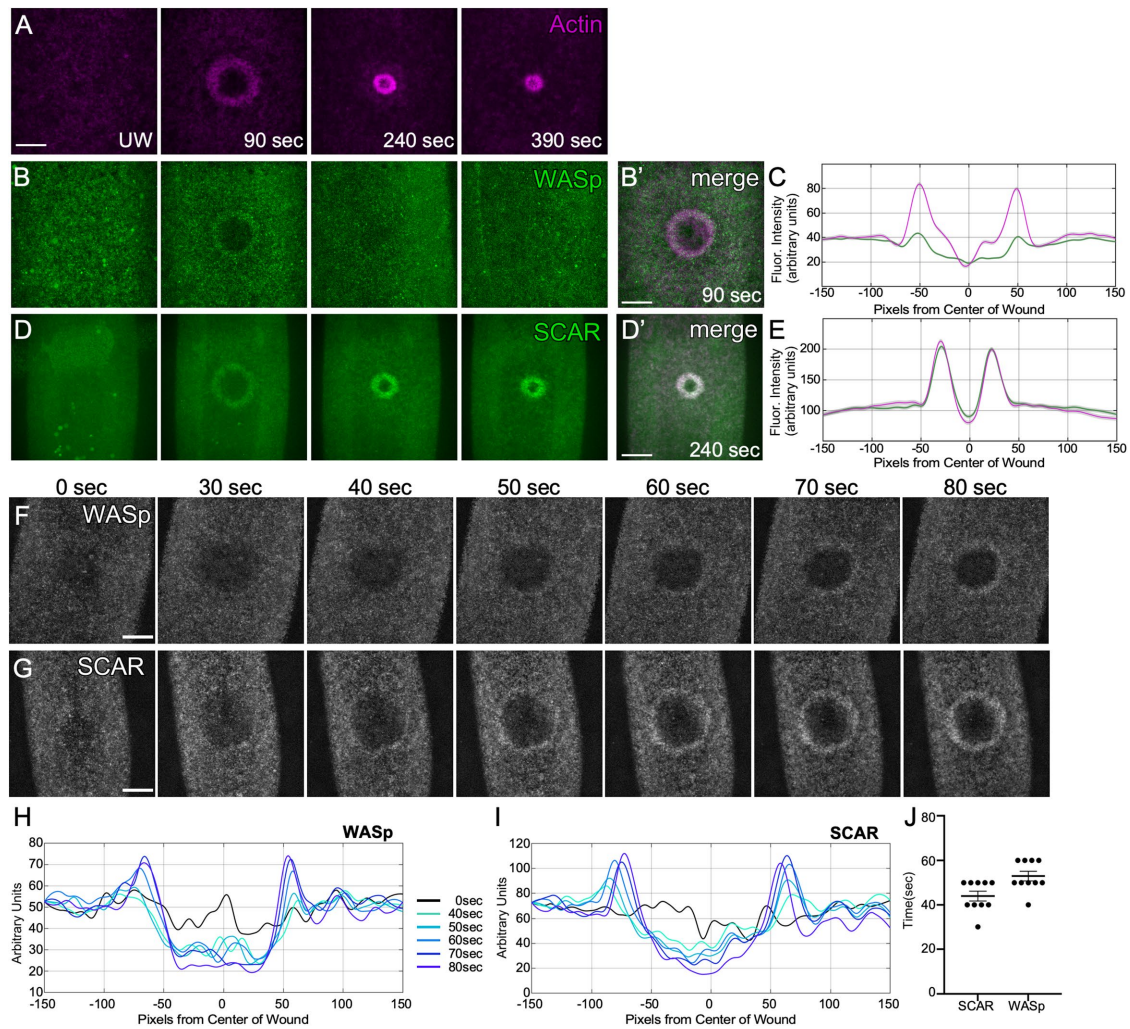 A
Actin
UW
90 sec
240 sec
390 sec
B
WASp
B'
merge
90 sec
C
Fluor. Intensity
(arbitrary units)
80
60
40
20
-150
-100
-50
0
50
100
150
Pixels from Center of Wound
D
SCAR
D'
merge
240 sec
E
Fluor. Intensity
(arbitrary units)
200
150
100
-150
-100
-50
0
50
100
150
Pixels from Center of Wound
0 sec
30 sec
40 sec
50 sec
60 sec
70 sec
80 sec
F
WASp
G
SCAR
H
WASp
Arbitrary Units
80
70
60
50
40
30
20
10
-150
-100
-50
0
50
100
150
Pixels from Center of Wound
0sec
40sec
50sec
60sec
70sec
80sec
I
SCAR
Arbitrary Units
120
100
80
60
40
20
0
-150
-100
-50
0
50
100
150
Pixels from Center of Wound
J
Time(sec)
80
60
40
20
0
SCAR
WASp